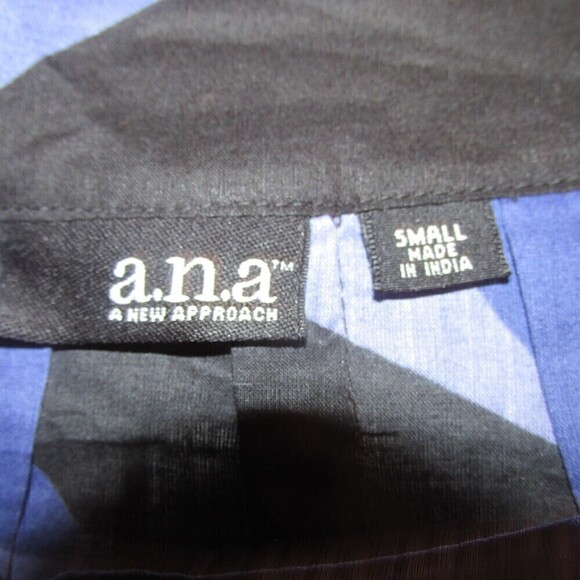 a.n.a™
A NEW APPROACH
SMALL
MADE
IN INDIA